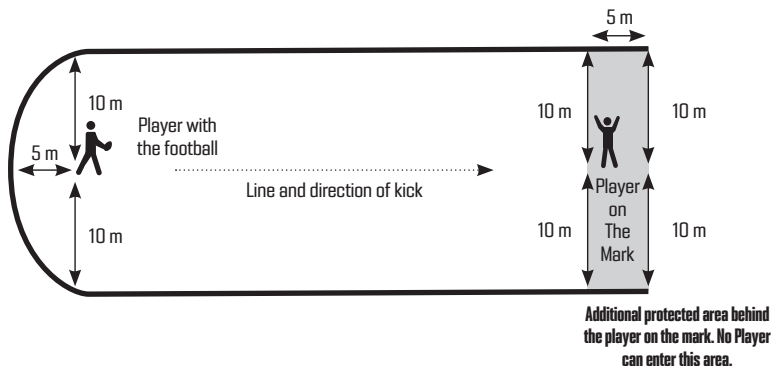 5 m
10 m
Player with
the football
5 m
Line and direction of kick
10 m
10 m
10 m
Player
on
The
Mark
10 m
10 m
Additional protected area behind
the player on the mark. No Player
can enter this area.